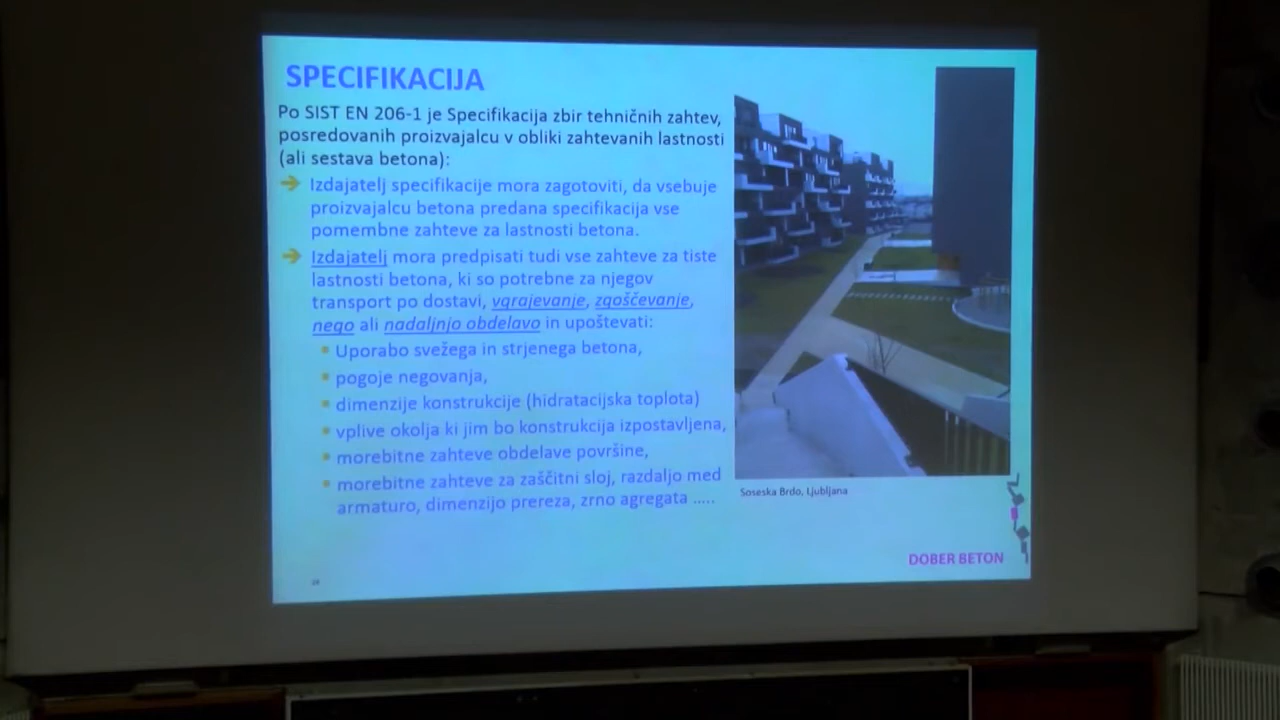 SPECIFIKACIJA
Po SIST EN 206-1 je Specifikacija zbir tehničnih zahtev,
posredovanih proizvajalcu v obliki zahtevanih lastnosti
(ali sestava betona):
Izdajatelj specifikacije mora zagotoviti, da vsebuje
proizvajalcu betona predana specifikacija vse
pomembne zahteve za lastnosti betona.
Izdajatelj mora predpisati tudi vse zahteve za tiste
lastnosti betona, ki so potrebne za njegov
transport po dostavi, vgrajevanje, zgoščevanje,
nego ali nadaljnjo obdelavo in upoštevati:
Uporabo svežega in strjenega betona,
pogoje negovanja,
dimenzije konstrukcije (hidratacijska toplota)
vplive okolja ki jim bo konstrukcija izpostavljena,
morebitne zahteve obdelave površine,
morebitne zahteve za zaščitni sloj, razdaljo med
armaturo, dimenzijo prereza, zrno agregata .....
Soseska Brdo, Ljubljana
DOBER BETON